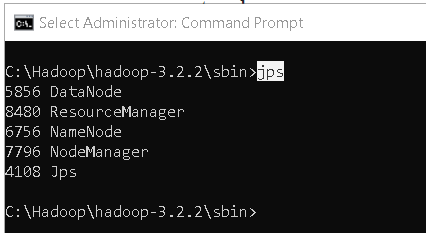 Select Administrator: Command Prompt
C:\Hadoop\hadoop-3.2.2\sbin>jps
5856 DataNode
8480 ResourceManager
6756 NameNode
7796 NodeManager
4108 Jps
C:\Hadoop\hadoop-3.2.2\sbin>